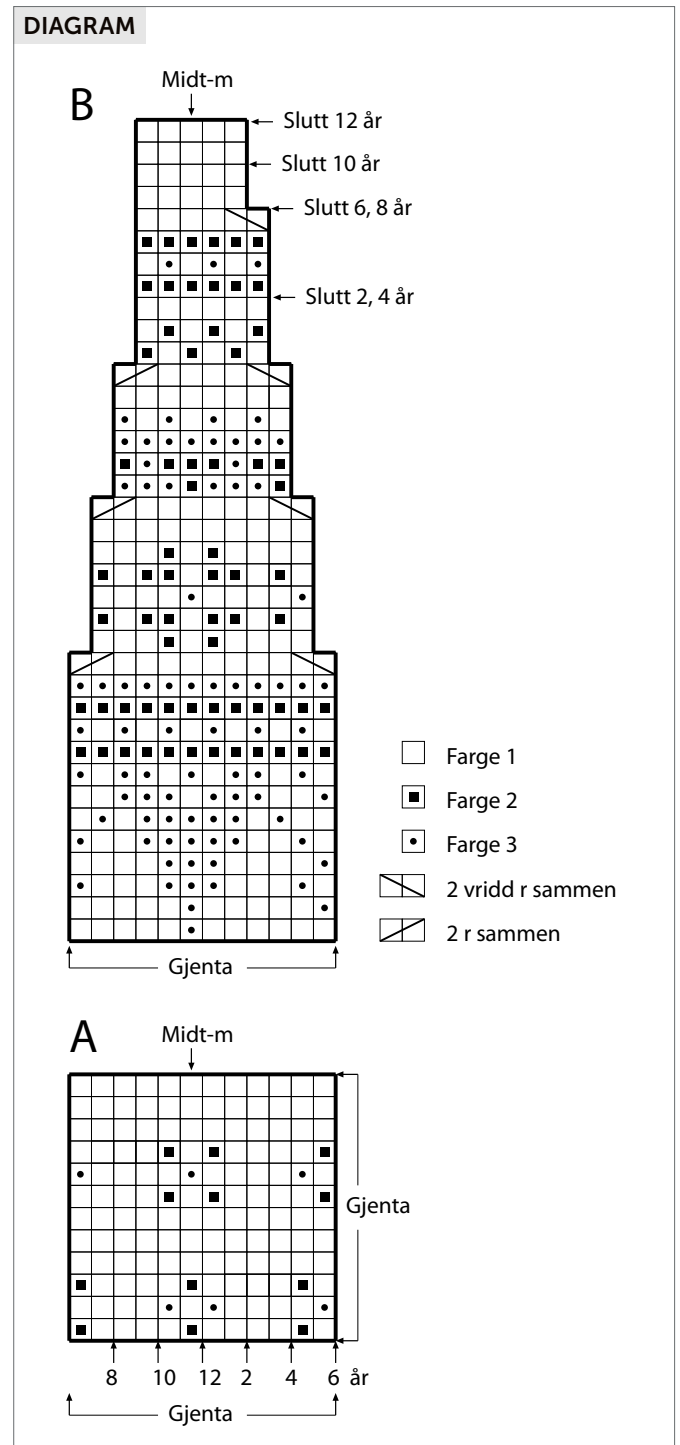 DIAGRAM
Midt-m
B
Slutt 12 år
Slutt 10 år
Slutt 6, 8 år
Slutt 2, 4 år
Farge 1
Farge 2
Farge 3
2 vridd r sammen
2 r sammen
Gjenta
A
Midt-m
Gjenta
8 10 12 2 4 6 år
Gjenta